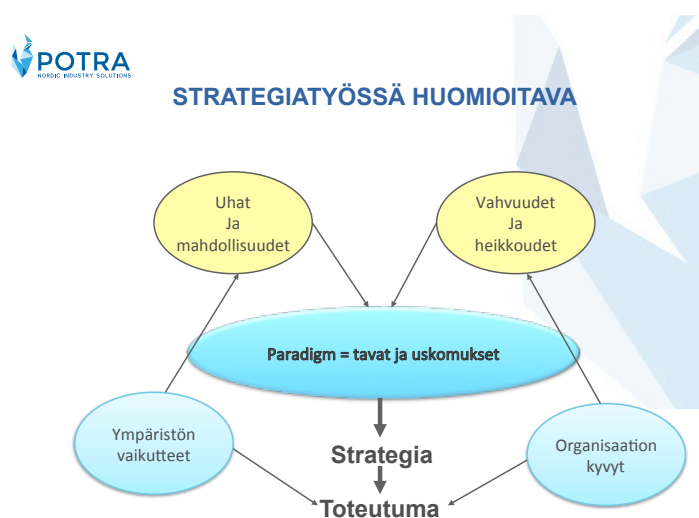 POTRA
NORDIC INDUSTRY SOLUTIONS
STRATEGIATYÖSSÄ HUOMIOITAVA
Uhat
Ja
mahdollisuudet
Vahvuudet
Ja
heikkoudet
Paradigm = tavat ja uskomukset
Ympäristön
vaikutteet
Organisaation
kyvyt
Strategia
Toteutuma